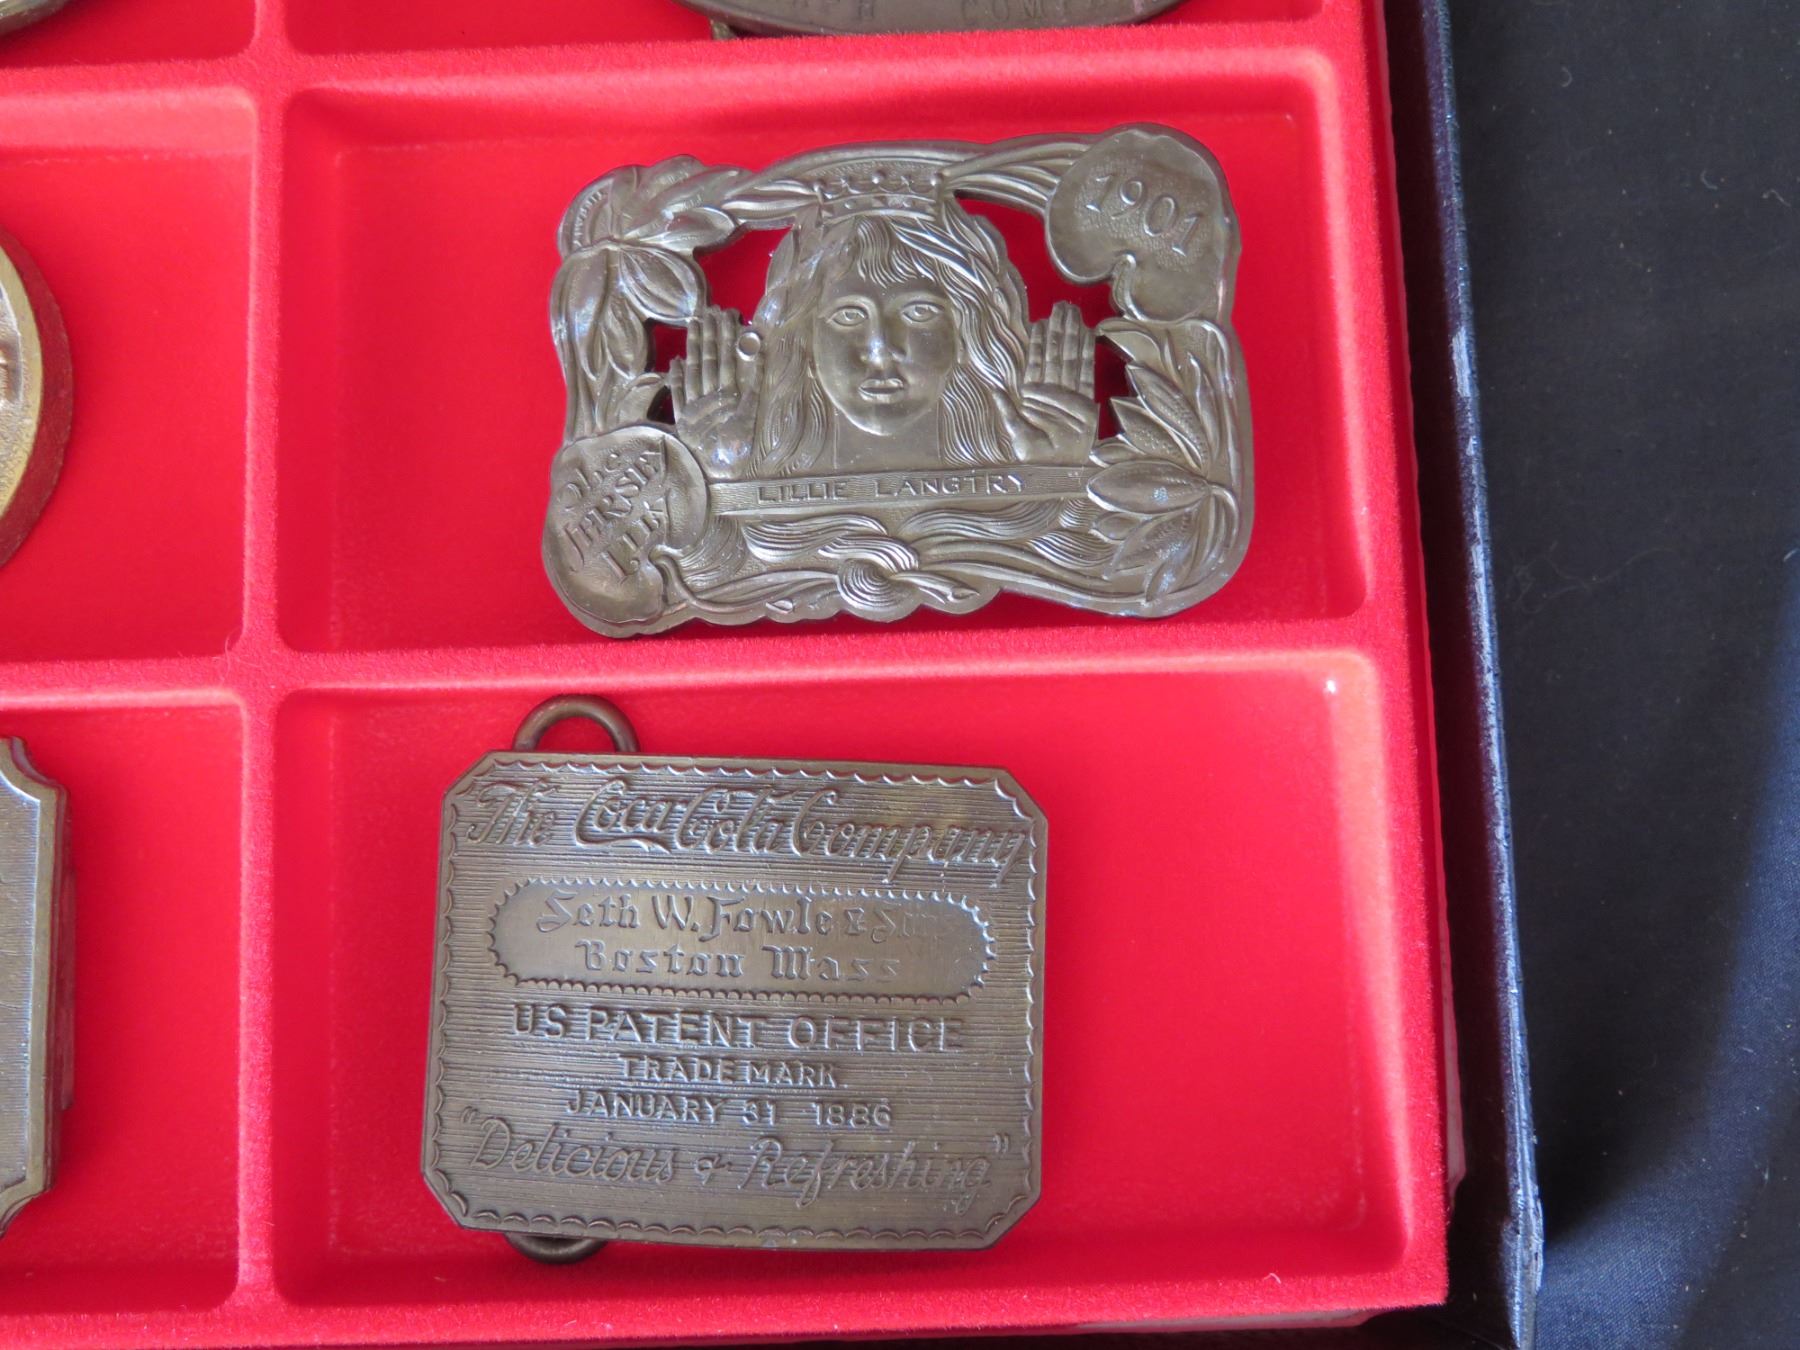 1901
The
JERSEY
LILY
LILLIE LANGTRY
The Coca Cola Company
Seth W. Fowle & Sons
Boston Mass
US PATENT OFFICE
TRADE MARK
JANUARY 31 1886
"Delicious & Refreshing"